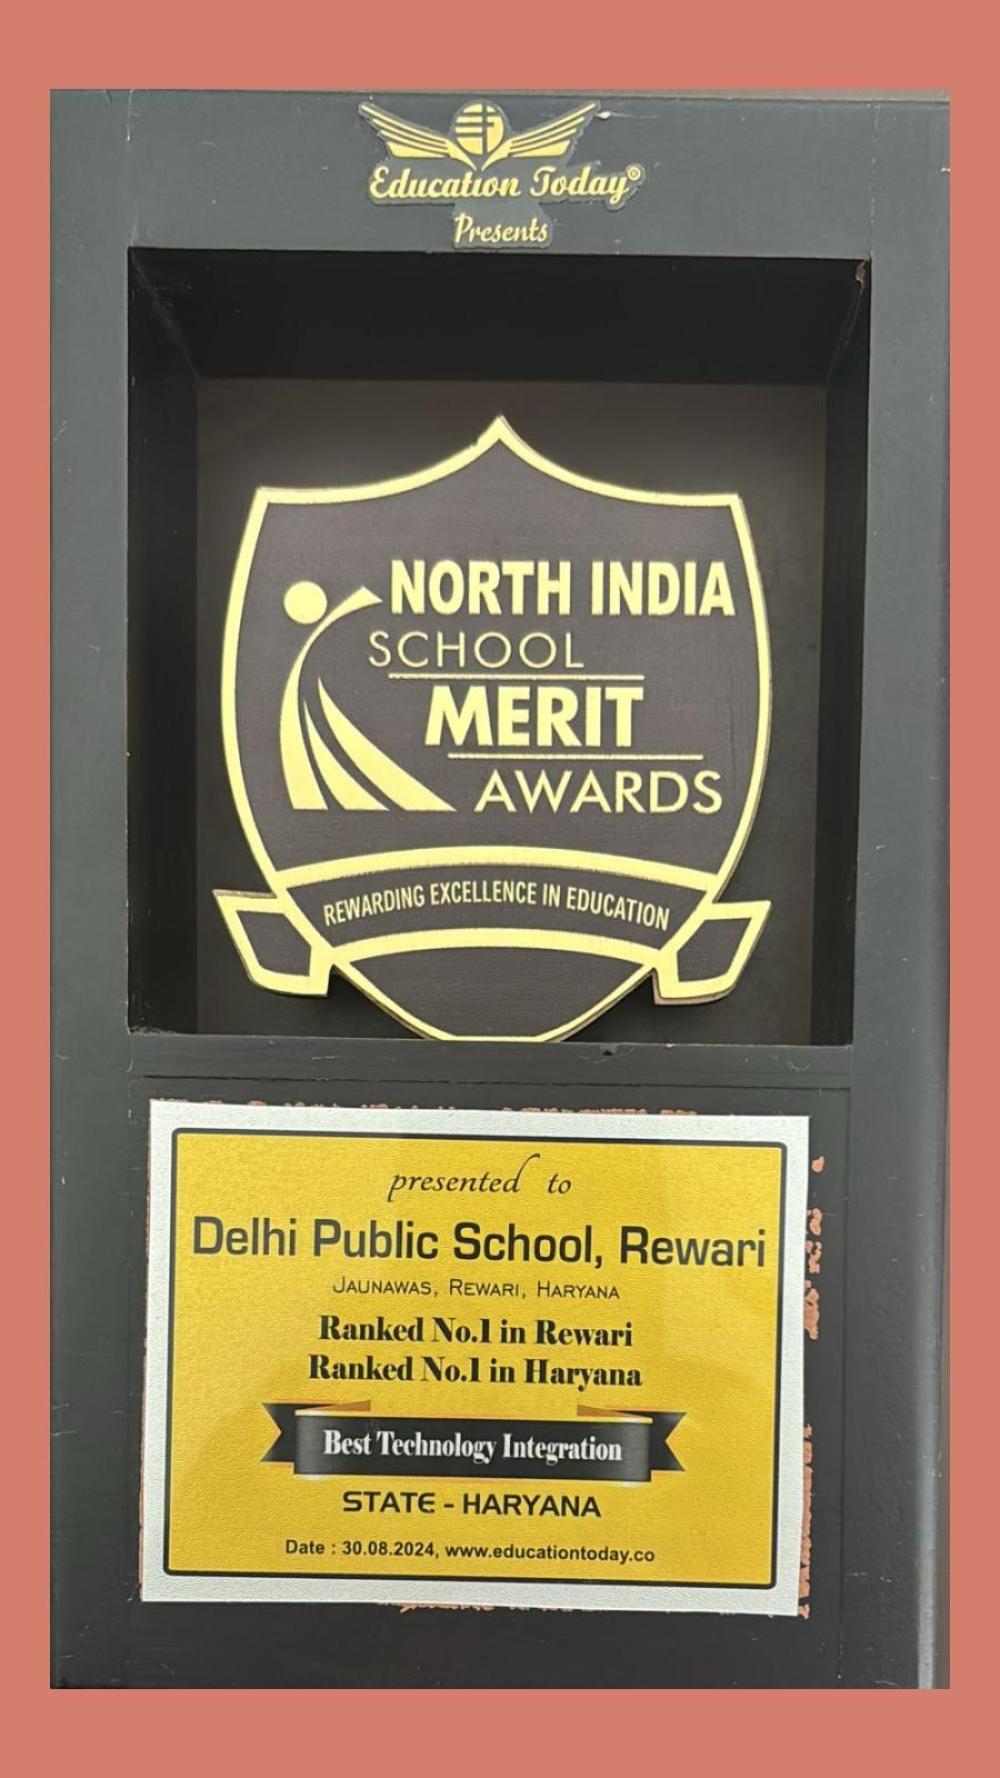 Education Today®
Presents
NORTH INDIA
SCHOOL
MERIT
AWARDS
REWARDING EXCELLENCE IN EDUCATION
presented to
Delhi Public School, Rewari
JAUNAWAS, REWARI, HARYANA
Ranked No.1 in Rewari
Ranked No.1 in Haryana
Best Technology Integration
STATE - HARYANA
Date : 30.08.2024, www.educationtoday.co